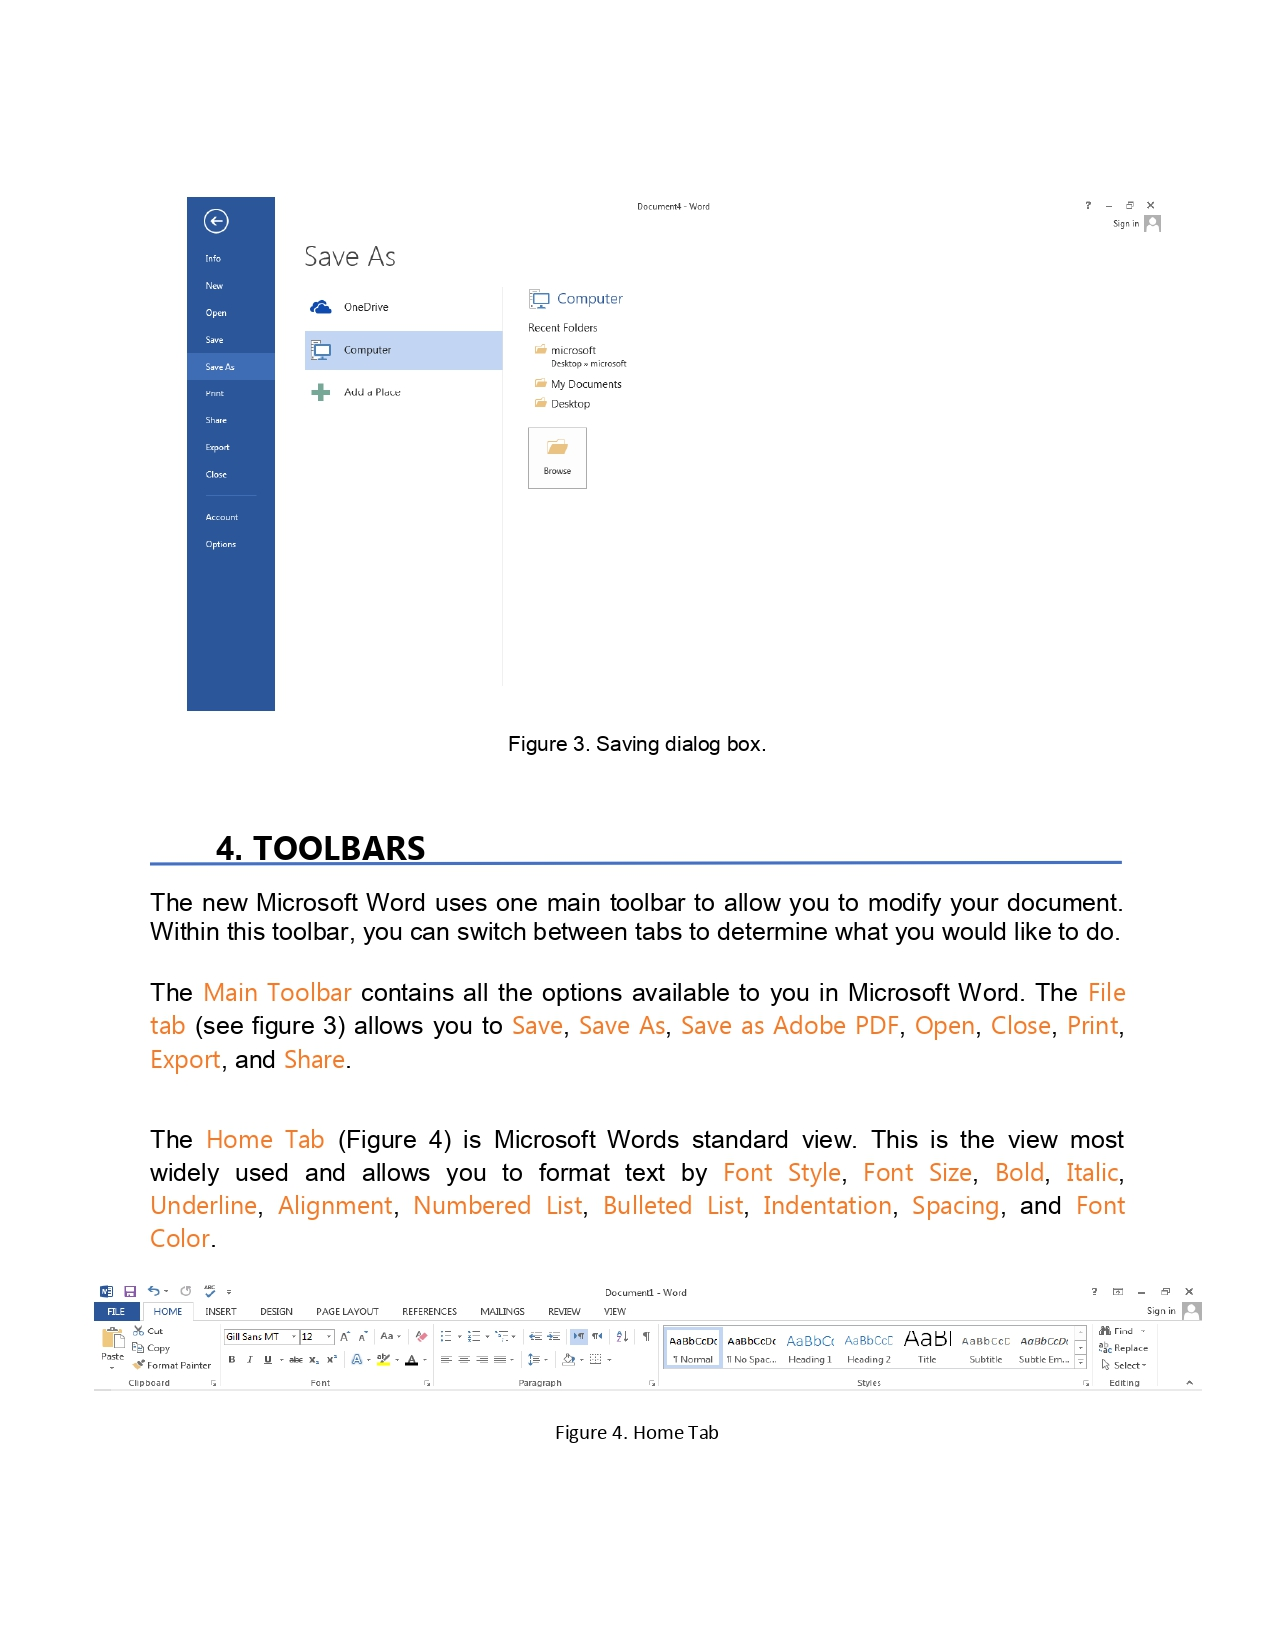 Document4 - Word
?
Sign in
Info
New
Open
Save
Save As
Print
Share
Export
Close
Account
Options
Save As
OneDrive
Computer
Add a Place
Computer
Recent Folders
microsoft
Desktop » microsoft
My Documents
Desktop
Browse
Figure 3. Saving dialog box.
4. TOOLBARS
The new Microsoft Word uses one main toolbar to allow you to modify your document.
Within this toolbar, you can switch between tabs to determine what you would like to do.
The Main Toolbar contains all the options available to you in Microsoft Word. The File
tab (see figure 3) allows you to Save, Save As, Save as Adobe PDF, Open, Close, Print,
Export, and Share.
The Home Tab (Figure 4) is Microsoft Words standard view. This is the view most
widely used and allows you to format text by Font Style, Font Size, Bold, Italic,
Underline, Alignment, Numbered List, Bulleted List, Indentation, Spacing, and Font
Color.
Document1 - Word
?
FILE HOME INSERT DESIGN PAGE LAYOUT REFERENCES MAILINGS REVIEW VIEW Sign in
Paste
Cut
Copy
Format Painter
Gill Sans MT 12 Aa
B I U abc X₂ X²
AaBbCcDc AaBbCcDc AaBbCc AaBbCcC AaBl AaBbCcC AaBbCcDc
¶ Normal ¶ No Spac... Heading 1 Heading 2 Title Subtitle Subtle Em...
Find
Replace
Select
Clipboard Font Paragraph Styles Editing
Figure 4. Home Tab